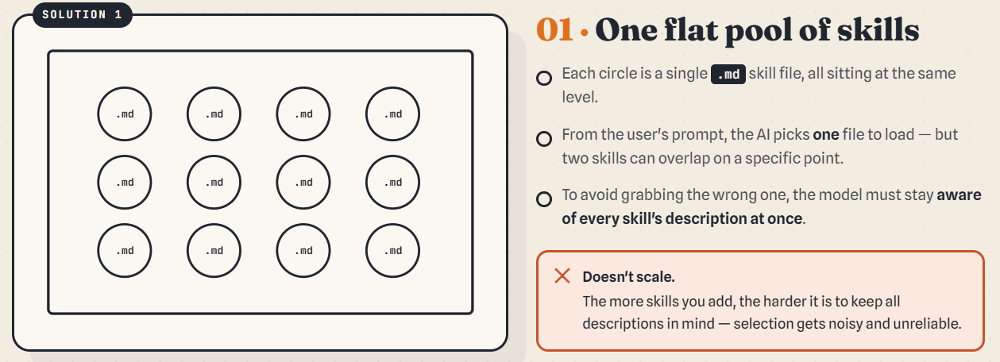 SOLUTION 1
.md .md .md .md
.md .md .md .md
.md .md .md .md
01 · One flat pool of skills
Each circle is a single .md skill file, all sitting at the same
level.
From the user's prompt, the AI picks one file to load — but
two skills can overlap on a specific point.
To avoid grabbing the wrong one, the model must stay aware
of every skill's description at once.
Doesn't scale.
The more skills you add, the harder it is to keep all
descriptions in mind — selection gets noisy and unreliable.